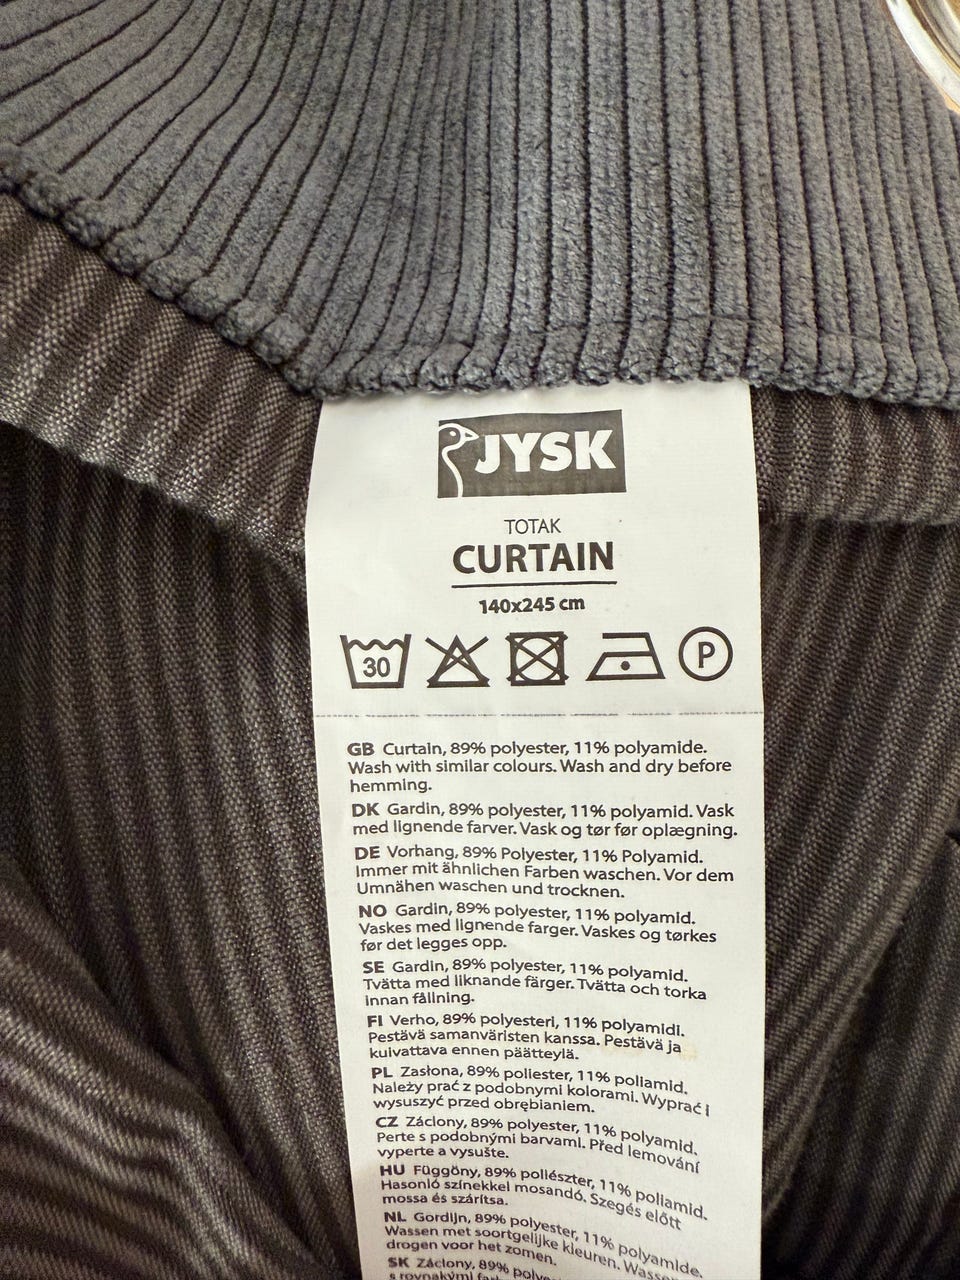 JYSK
TOTAK
CURTAIN
140x245 cm
30
P
GB Curtain, 89% polyester, 11% polyamide.
Wash with similar colours. Wash and dry before
hemming.
DK Gardin, 89% polyester, 11% polyamid. Vask
med lignende farver. Vask og tør før oplægning.
DE Vorhang, 89% Polyester, 11% Polyamid.
Immer mit ähnlichen Farben waschen. Vor dem
Umnähen waschen und trocknen.
NO Gardin, 89% polyester, 11% polyamid.
Vaskes med lignende farger. Vaskes og tørkes
før det legges opp.
SE Gardin, 89% polyester, 11% polyamid.
Tvätta med liknande färger. Tvätta och torka
innan fållning.
FI Verho, 89% polyesteri, 11% polyamidi.
Pestävä samanväristen kanssa. Pestävä ja
kuivattava ennen päätteylä.
PL Zasłona, 89% poliester, 11% poliamid.
Należy prać z podobnymi kolorami. Wyprać i
wysuszyć przed obrębianiem.
CZ Záclony, 89% polyester, 11% polyamid.
Perte s podobnými barvami. Před lemování
vyperte a vysušte.
HU Függöny, 89% poliészter, 11% poliamid.
Hasonló színekkel mosandó. Szegés előtt
mossa és szárítsa.
NL Gordijn, 89% polyester, 11% polyamide.
Wassen met soortgelijke kleuren. Wassen
drogen voor het zomen.
SK Záclony, 89%
s rovnakými